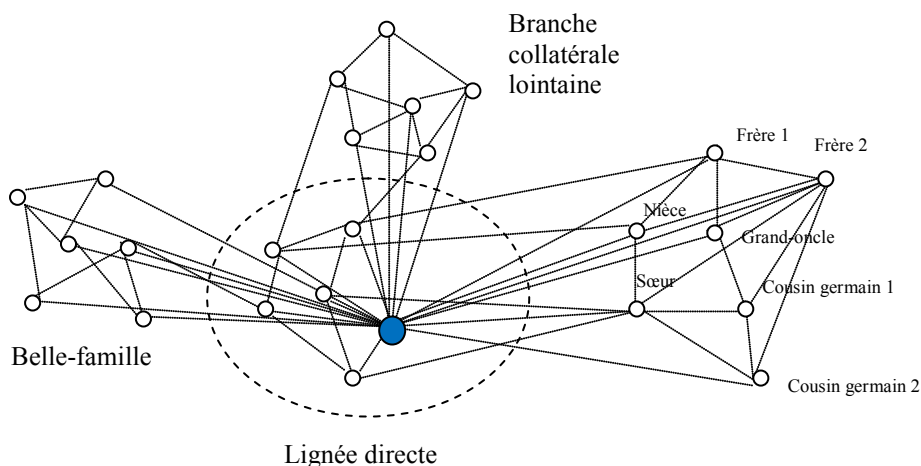 Branche
collatérale
lointaine
Frère 1
Frère 2
Nièce
Grand-oncle
Sœur
Cousin germain 1
Belle-famille
Cousin germain 2
Lignée directe